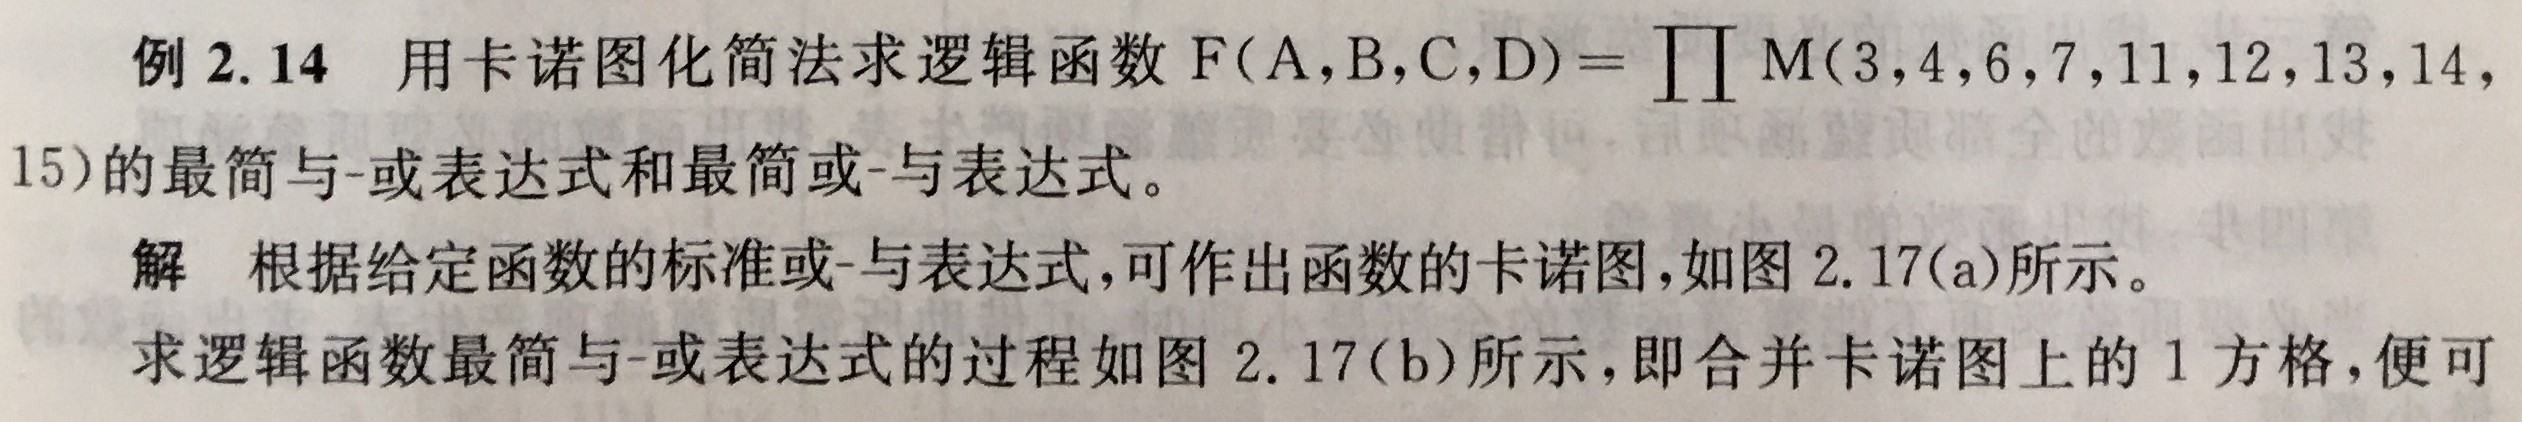 例 2.14 用卡诺图化简法求逻辑函数 F(A,B,C,D)=∏M(3,4,6,7,11,12,13,14,
15)的最简与-或表达式和最简或-与表达式。
解 根据给定函数的标准或-与表达式,可作出函数的卡诺图,如图 2.17(a)所示。
求逻辑函数最简与-或表达式的过程如图 2.17(b)所示,即合并卡诺图上的 1 方格,便可